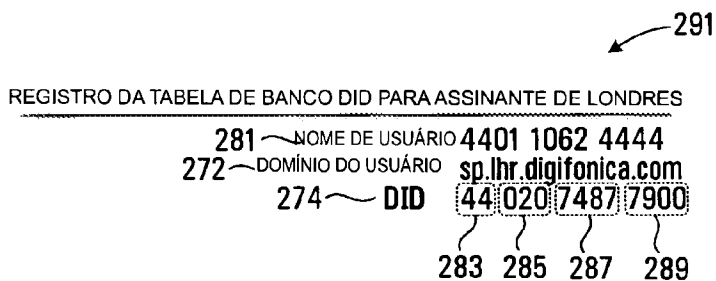 291
REGISTRO DA TABELA DE BANCO DID PARA ASSINANTE DE LONDRES
281 NOME DE USUÁRIO 4401 1062 4444
272 DOMÍNIO DO USUÁRIO sp.lhr.digifonica.com
274 DID 44 020 7487 7900
283 285 287 289